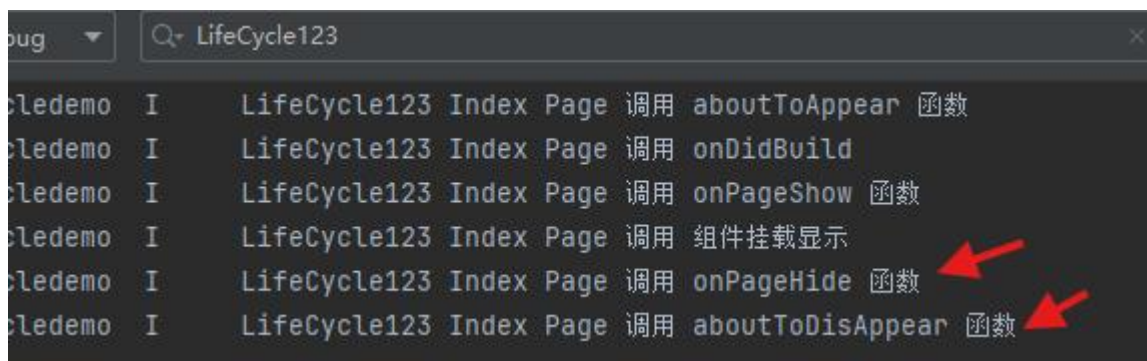 oug LifeCycle123
cledemo I LifeCycle123 Index Page 调用 aboutToAppear 函数
cledemo I LifeCycle123 Index Page 调用 onDidBuild
cledemo I LifeCycle123 Index Page 调用 onPageShow 函数
cledemo I LifeCycle123 Index Page 调用 组件挂载显示
cledemo I LifeCycle123 Index Page 调用 onPageHide 函数
cledemo I LifeCycle123 Index Page 调用 aboutToDisAppear 函数